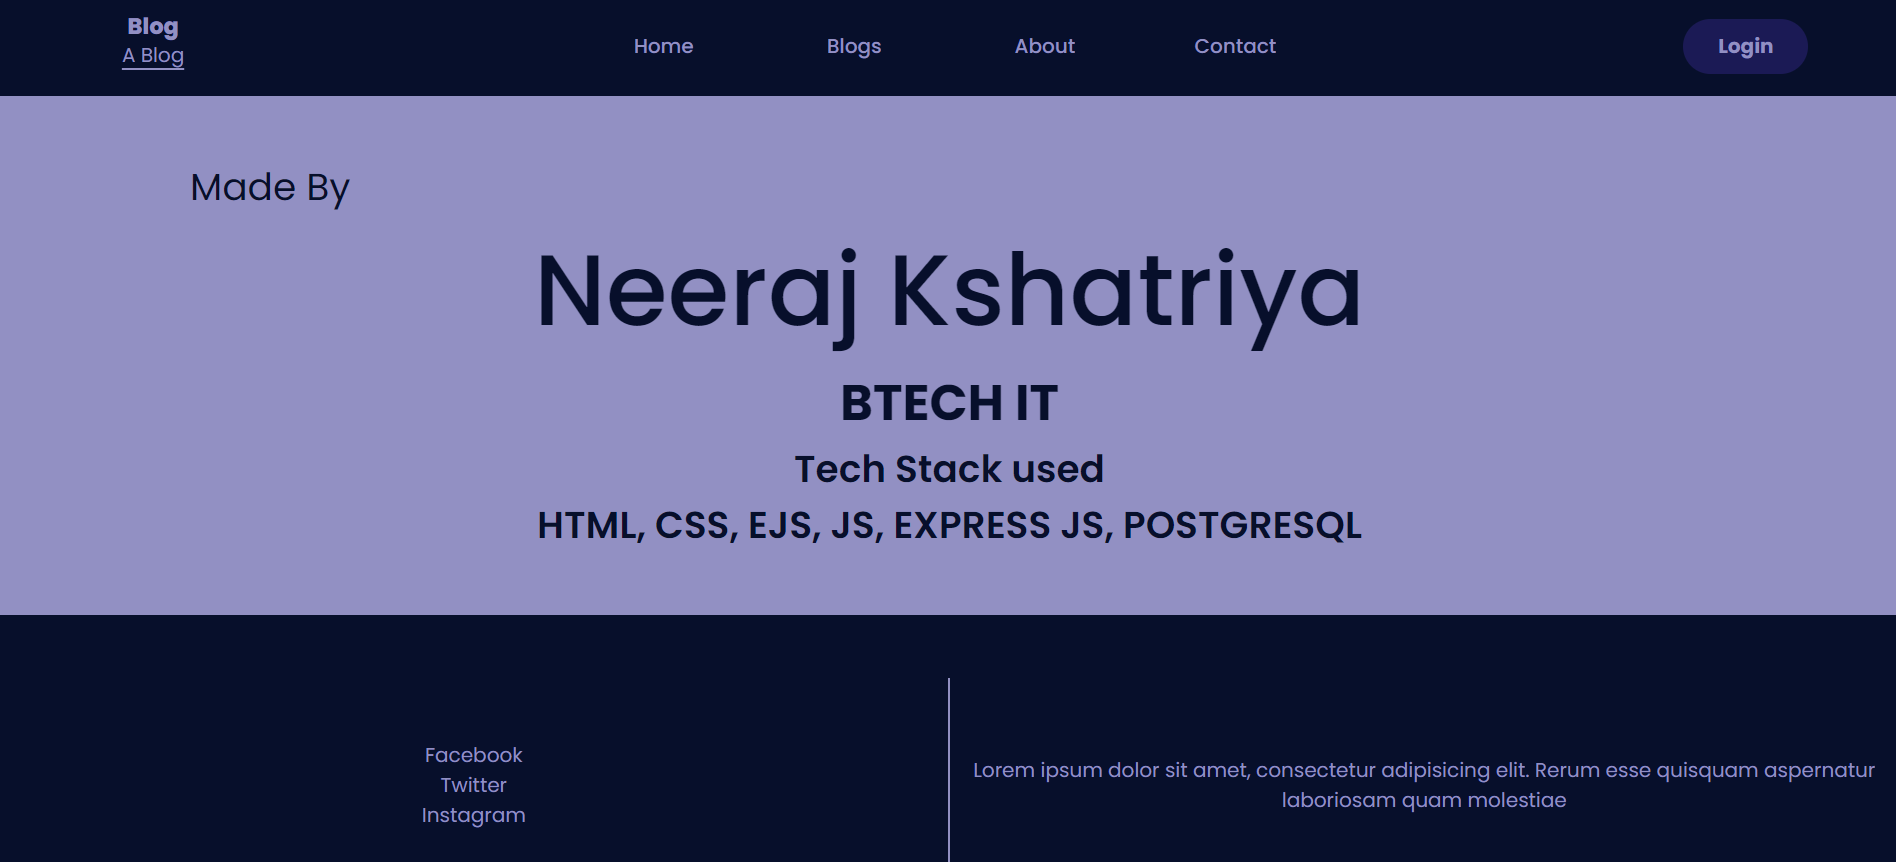 Blog
A Blog
Home
Blogs
About
Contact
Login
Made By
Neeraj Kshatriya
BTECH IT
Tech Stack used
HTML, CSS, EJS, JS, EXPRESS JS, POSTGRESQL
Facebook
Twitter
Instagram
Lorem ipsum dolor sit amet, consectetur adipisicing elit. Rerum esse quisquam aspernatur
laboriosam quam molestiae